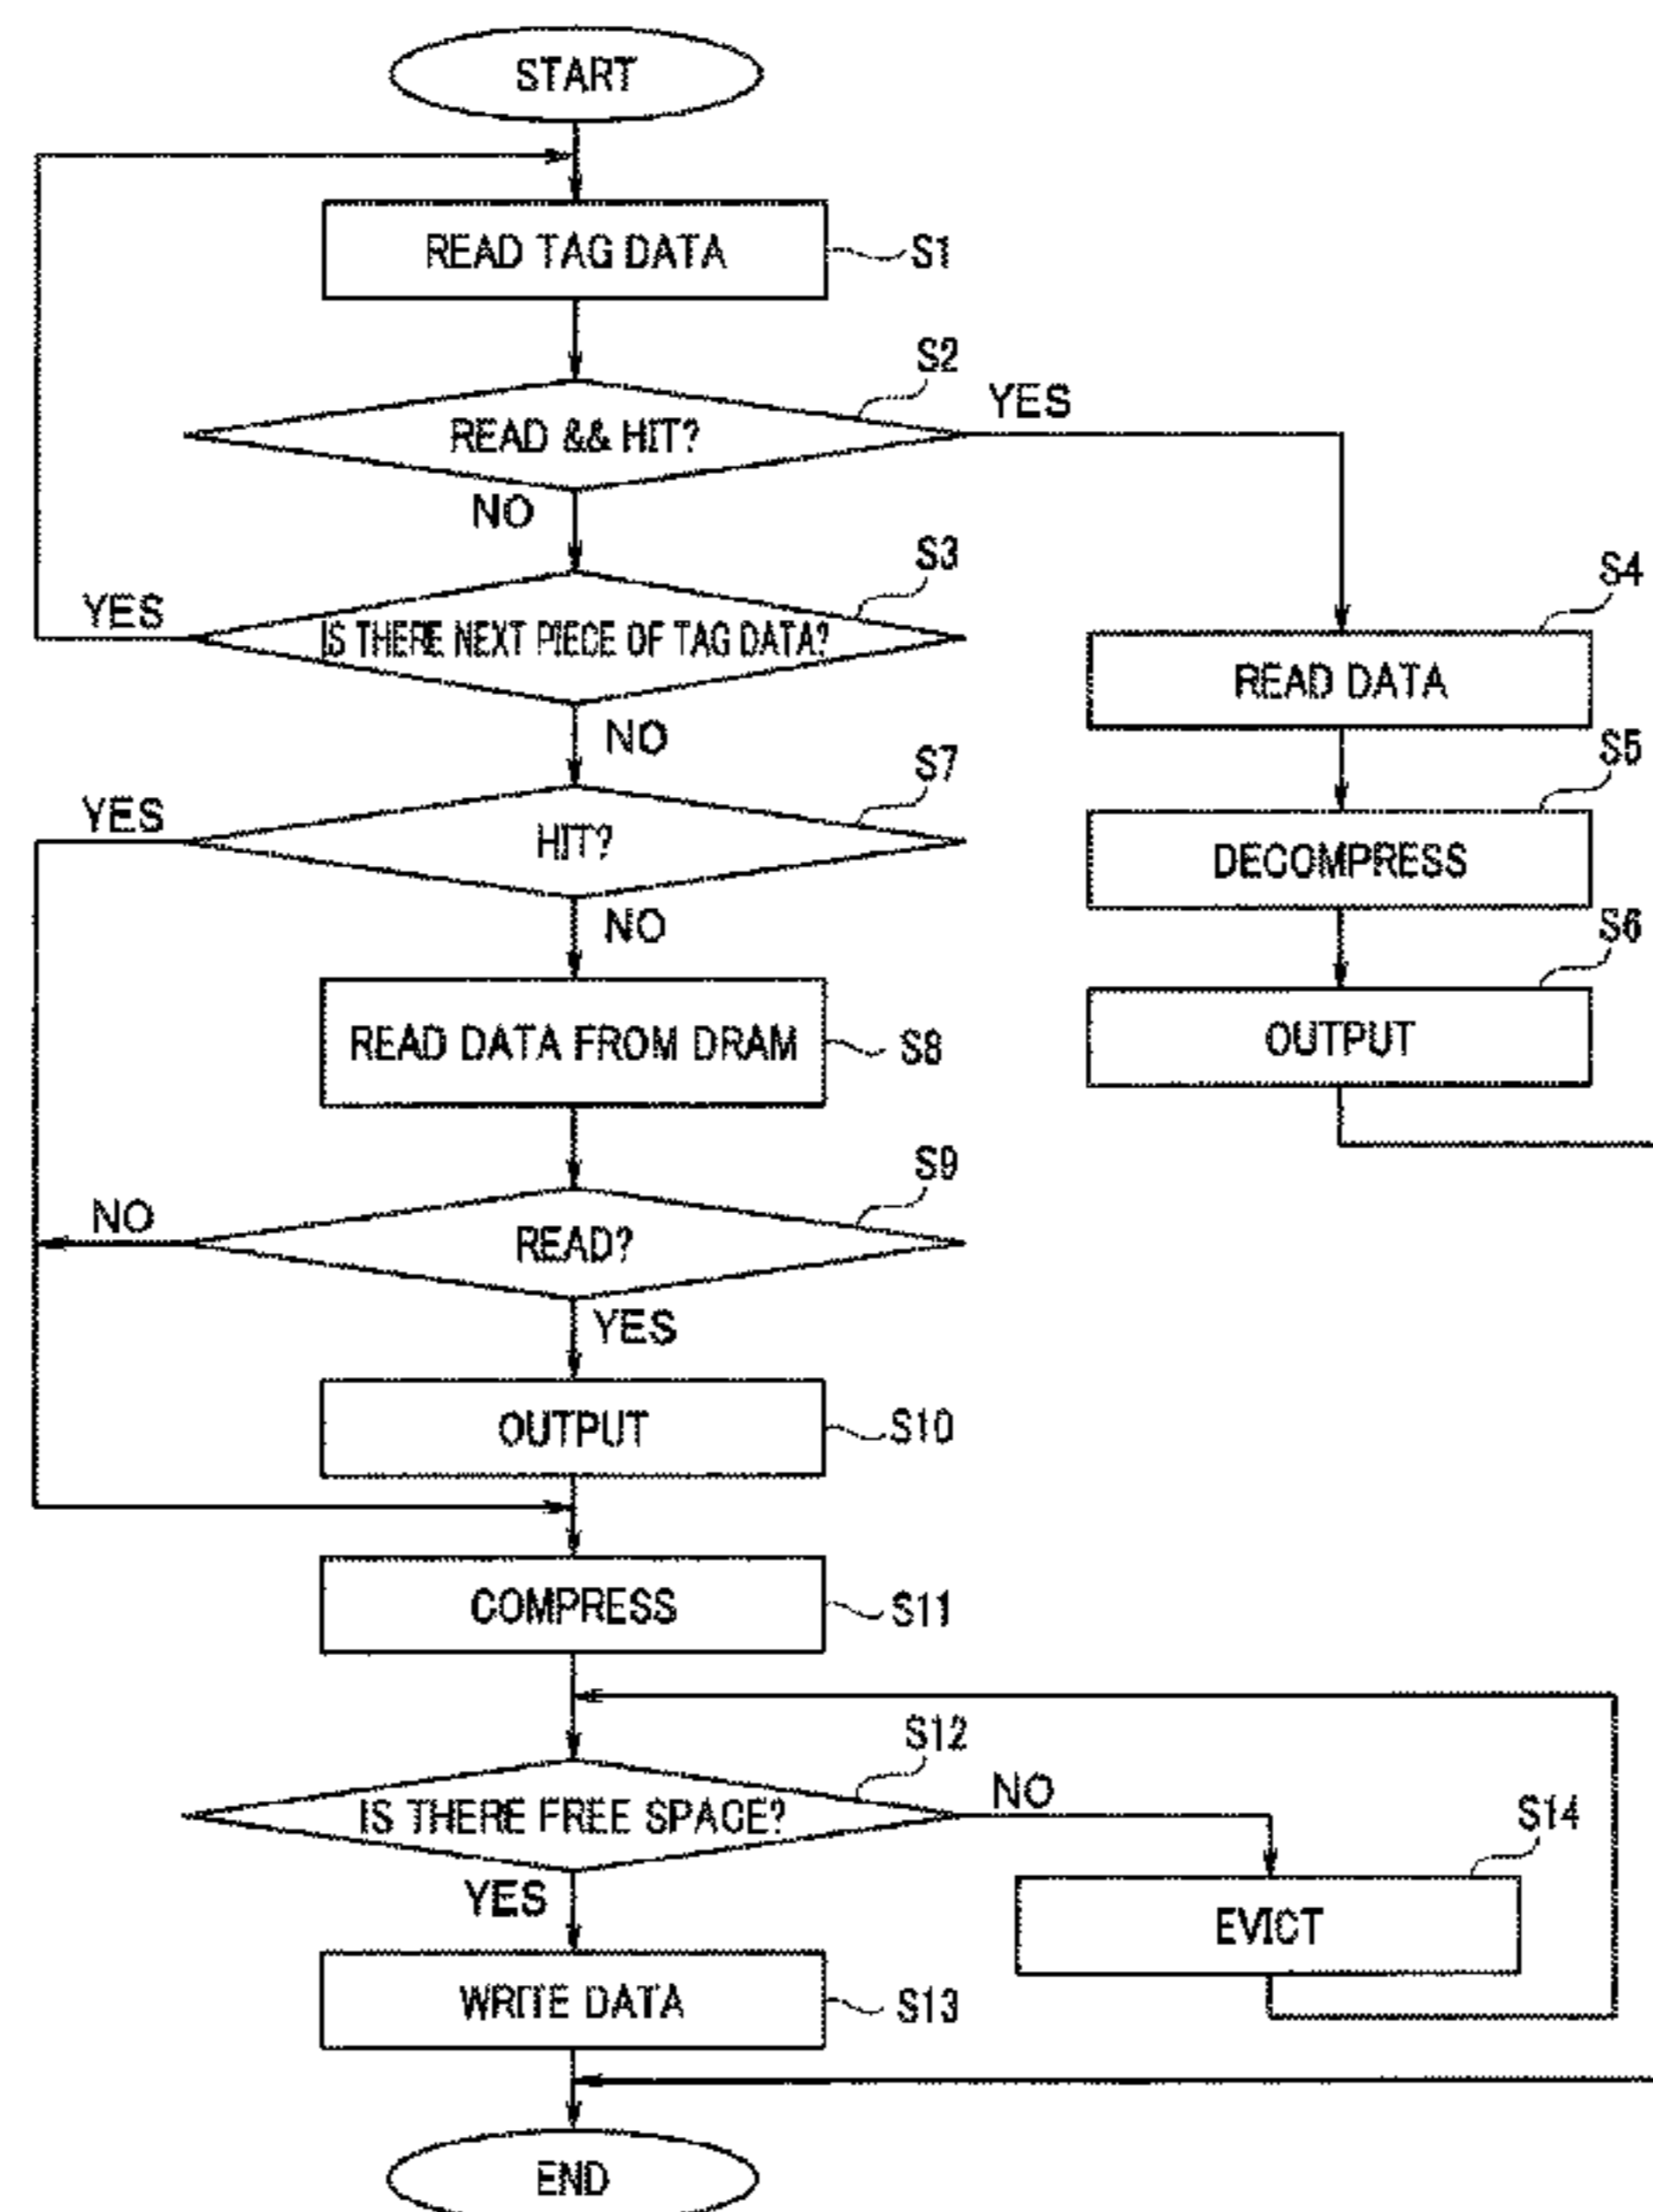 START
READ TAG DATA
S1
S2
READ && HIT?
YES
NO
S3
IS THERE NEXT PIECE OF TAG DATA?
YES
NO
S4
READ DATA
S5
DECOMPRESS
S6
OUTPUT
S7
HIT?
YES
NO
READ DATA FROM DRAM
S8
S9
READ?
NO
YES
OUTPUT
S10
COMPRESS
S11
S12
IS THERE FREE SPACE?
NO
YES
S14
EVICT
WRITE DATA
S13
END